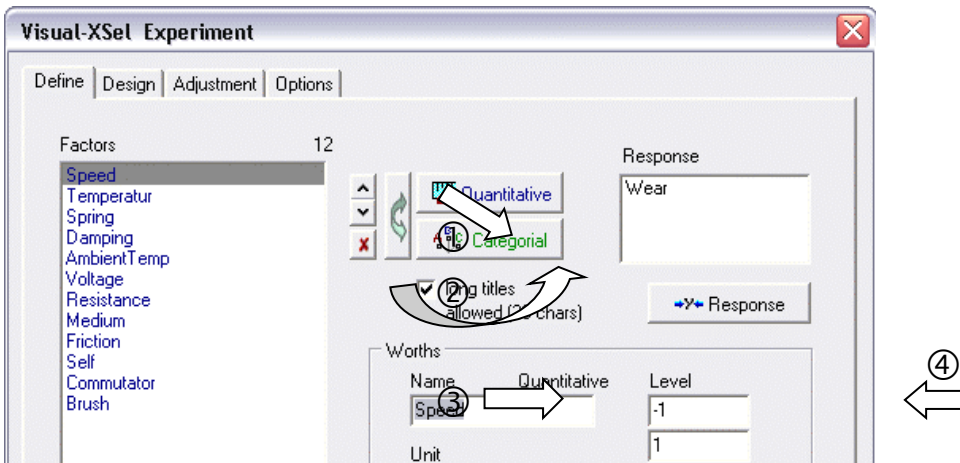 Visual-XSel Experiment
Define Design Adjustment Options
Factors 12
Speed
Temperatur
Spring
Damping
AmbientTemp
Voltage
Resistance
Medium
Friction
Self
Commutator
Brush
Quantitative
① Categorial
② long titles
allowed chars)
Response
Wear
Response
Worths
Name Quantitative Level
③ Speed
-1
1
Unit
④